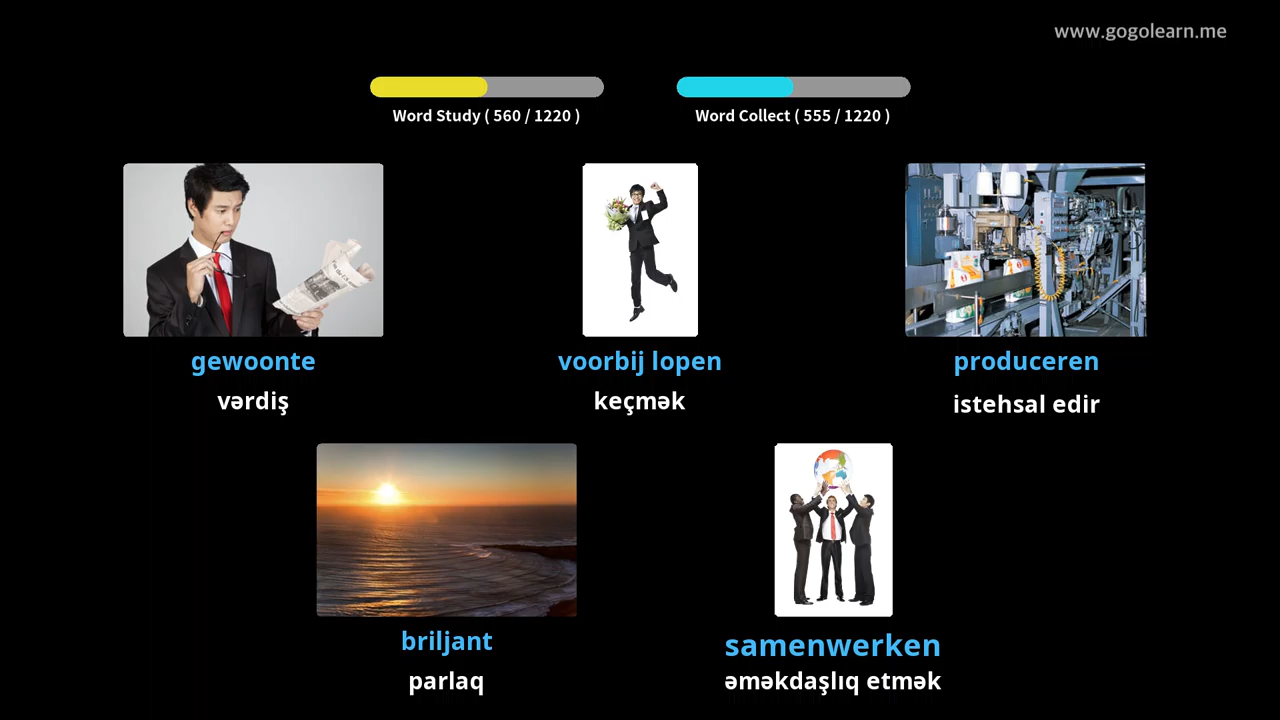 www.gogolearn.me
Word Study ( 560 / 1220 )
Word Collect ( 555 / 1220 )
gewoonte
vərdiş
voorbij lopen
keçmək
produceren
istehsal edir
briljant
parlaq
samenwerken
əməkdaşlıq etmək